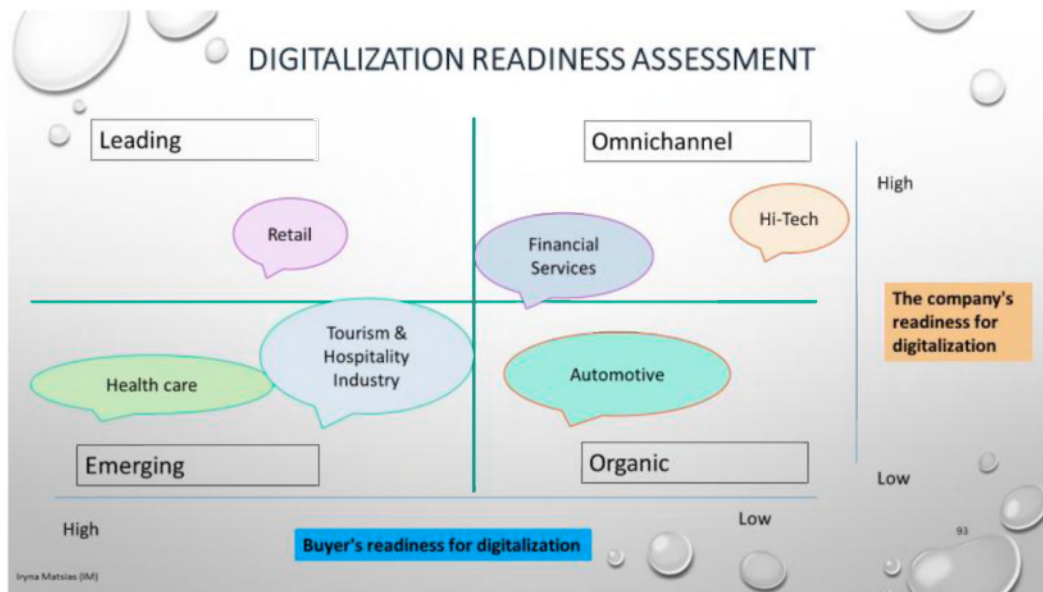 DIGITALIZATION READINESS ASSESSMENT
Leading
Omnichannel
High
Retail
Hi-Tech
Financial
Services
The company's
readiness for
digitalization
Tourism &
Hospitality
Industry
Health care
Automotive
Emerging
Organic
Low
High
Low
Buyer's readiness for digitalization
93
Iryna Matsias (IM)